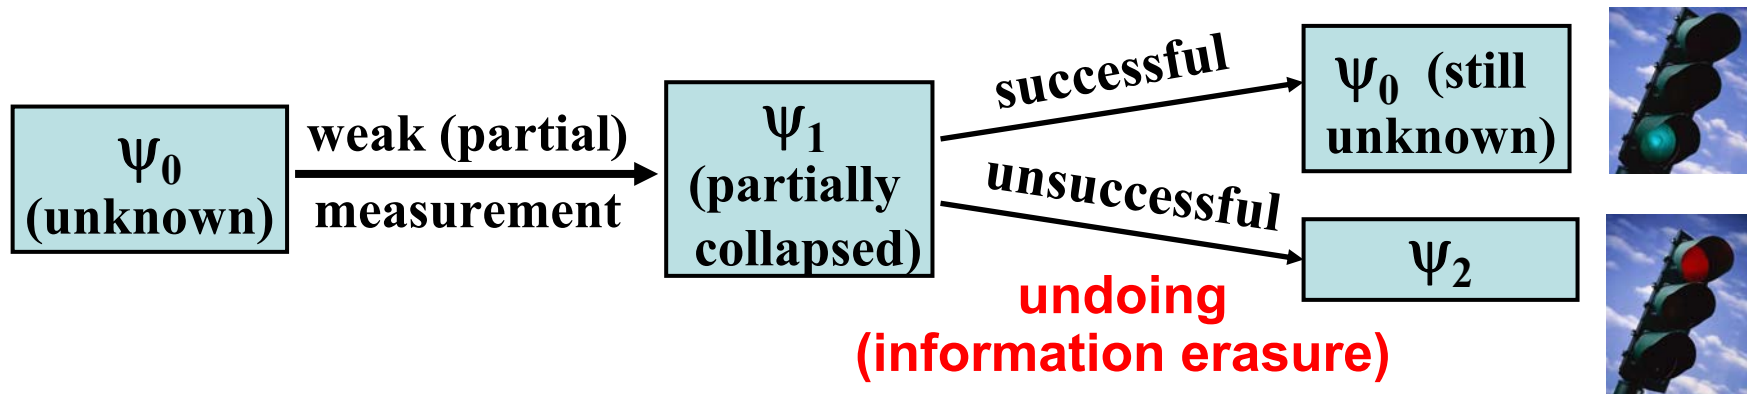 ψ₀
(unknown)
weak (partial)
measurement
ψ₁
(partially
collapsed)
successful
unsuccessful
undoing
(information erasure)
ψ₀ (still
unknown)
ψ₂